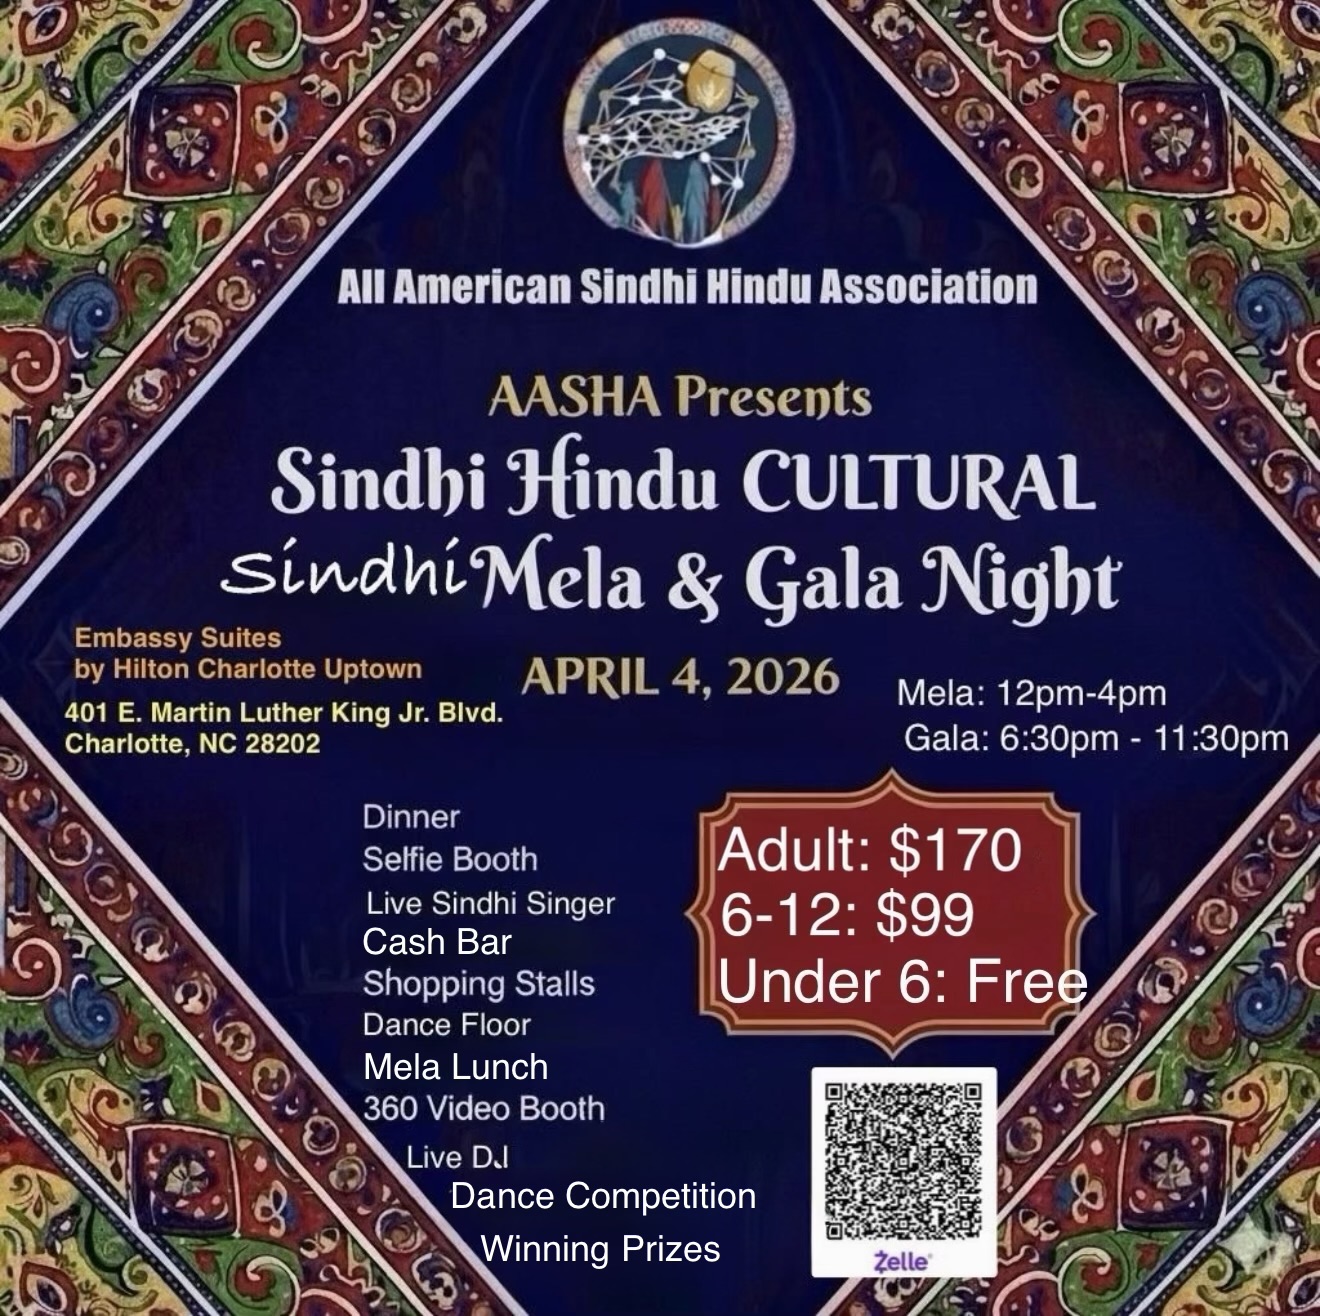 All American Sindhi Hindu Association
AASHA Presents
Sindhi Hindu CULTURAL
Sindhi Mela & Gala Night
Embassy Suites
by Hilton Charlotte Uptown
401 E. Martin Luther King Jr. Blvd.
Charlotte, NC 28202
APRIL 4, 2026
Mela: 12pm-4pm
Gala: 6:30pm - 11:30pm
Dinner
Selfie Booth
Live Sindhi Singer
Cash Bar
Shopping Stalls
Dance Floor
Mela Lunch
360 Video Booth
Live DJ
Dance Competition
Winning Prizes
Adult: $170
6-12: $99
Under 6: Free
Zelle